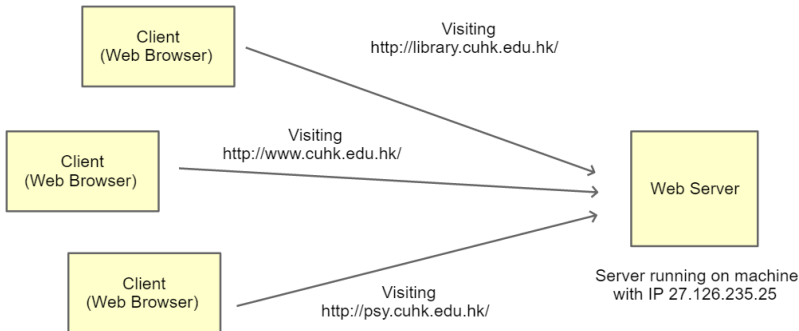 Client
(Web Browser)
Visiting
http://library.cuhk.edu.hk/
Client
(Web Browser)
Visiting
http://www.cuhk.edu.hk/
Web Server
Client
(Web Browser)
Visiting
http://psy.cuhk.edu.hk/
Server running on machine
with IP 27.126.235.25